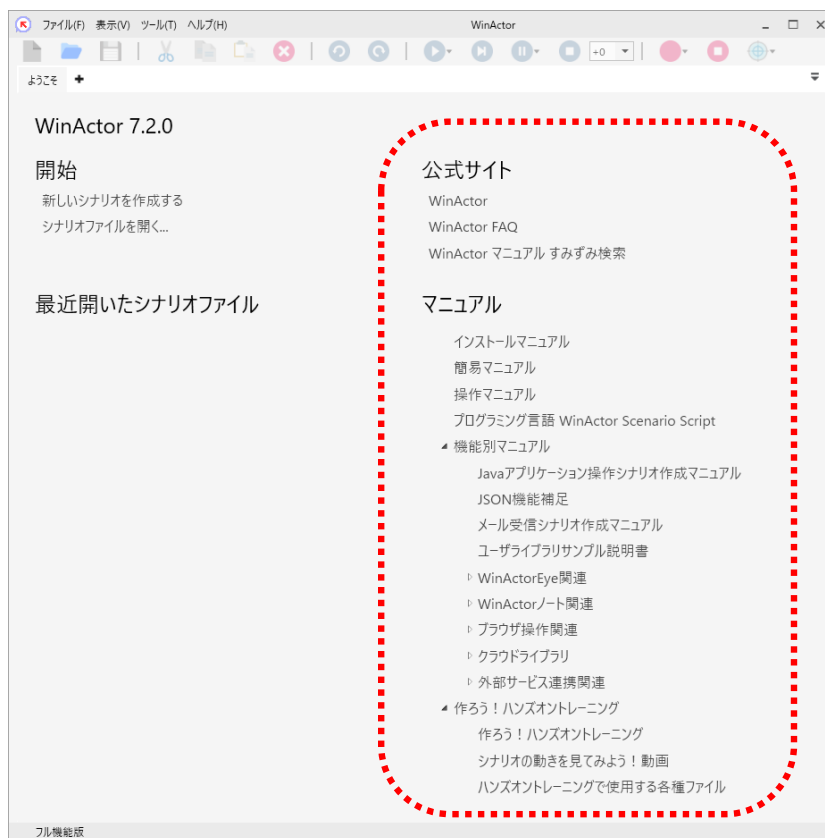 ファイル(F) 表示(V) ツール(T) ヘルプ(H)
WinActor
+0
ようこそ
WinActor 7.2.0
開始
新しいシナリオを作成する
シナリオファイルを開く...
最近開いたシナリオファイル
公式サイト
WinActor
WinActor FAQ
WinActor マニュアル すみずみ検索
マニュアル
インストールマニュアル
簡易マニュアル
操作マニュアル
プログラミング言語 WinActor Scenario Script
機能別マニュアル
Javaアプリケーション操作シナリオ作成マニュアル
JSON機能補足
メール受信シナリオ作成マニュアル
ユーザライブラリサンプル説明書
WinActorEye関連
WinActorノート関連
ブラウザ操作関連
クラウドライブラリ
外部サービス連携関連
作ろう！ハンズオントレーニング
作ろう！ハンズオントレーニング
シナリオの動きを見てみよう！動画
ハンズオントレーニングで使用する各種ファイル
フル機能版